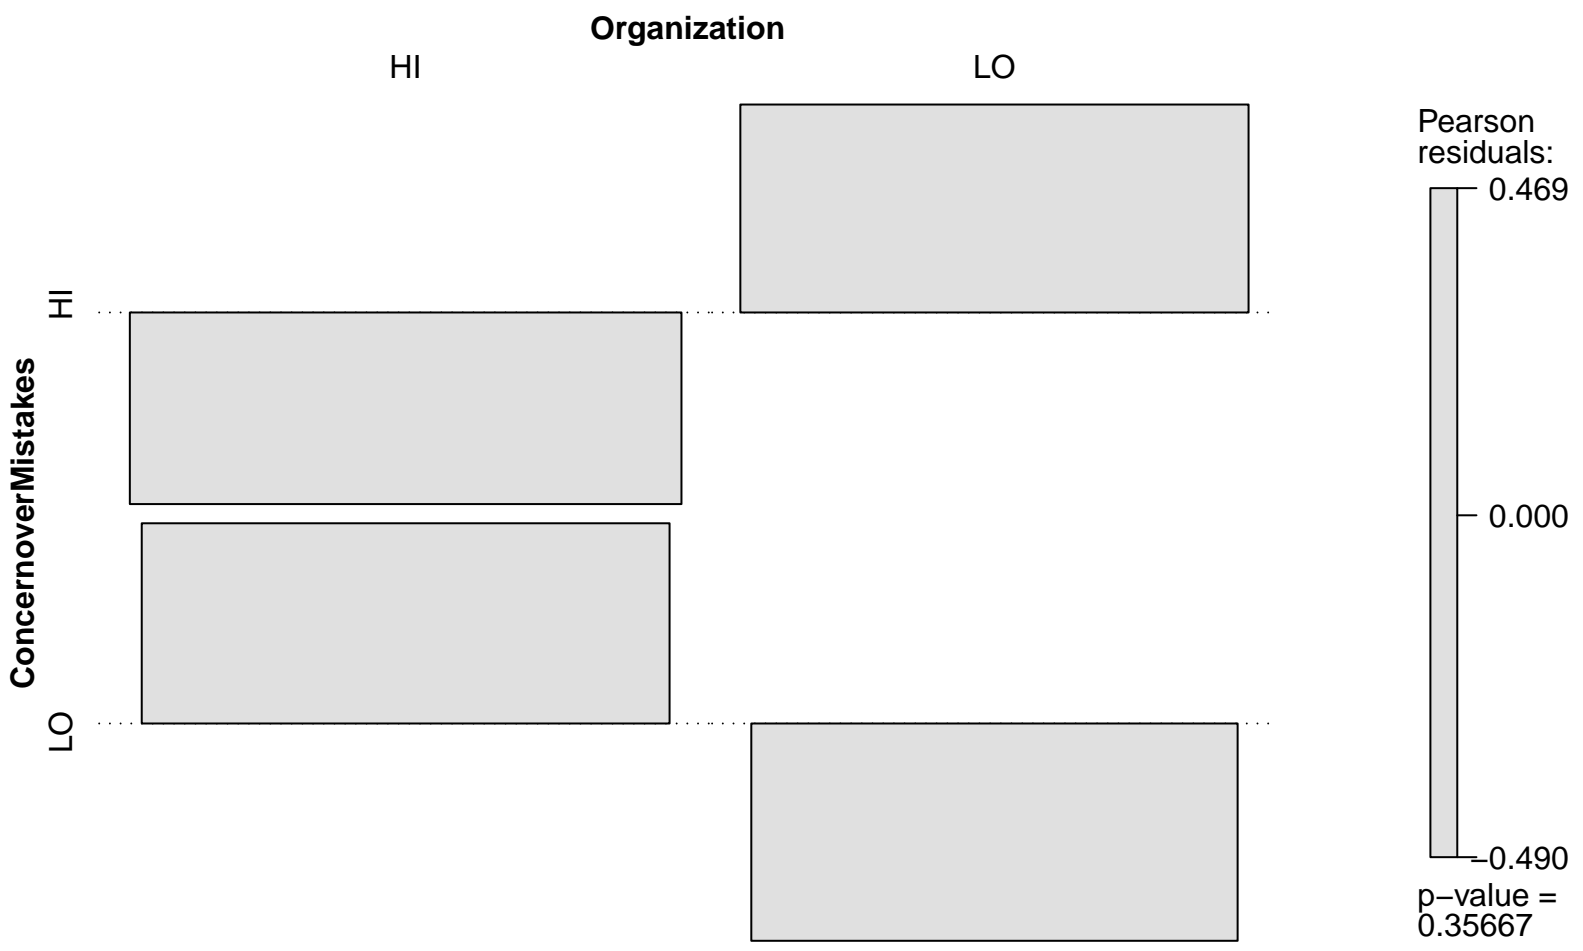 Organization
HI
LO
Pearson
residuals:
0.469
HI
ConcernoverMistakes
0.000
LO
−0.490
p−value =
0.35667